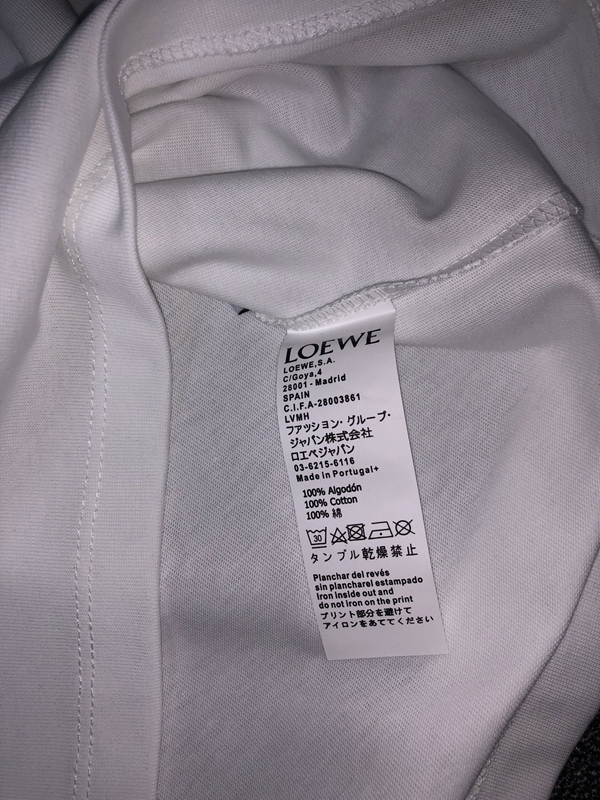 LOEWE
LOEWE,S.A.
C/Goya,4
28001 - Madrid
SPAIN
C.I.F.A-28003861
LVMH
ファッション・グループ・
ジャパン株式会社
ロエベジャパン
03-6215-6116
Made in Portugal+
100% Algodón
100% Cotton
100% 綿
30
タンブル乾燥禁止
Planchar del revés
sin plancharel estampado
Iron inside out and
do not iron on the print
プリント部分を避けて
アイロンをあててください